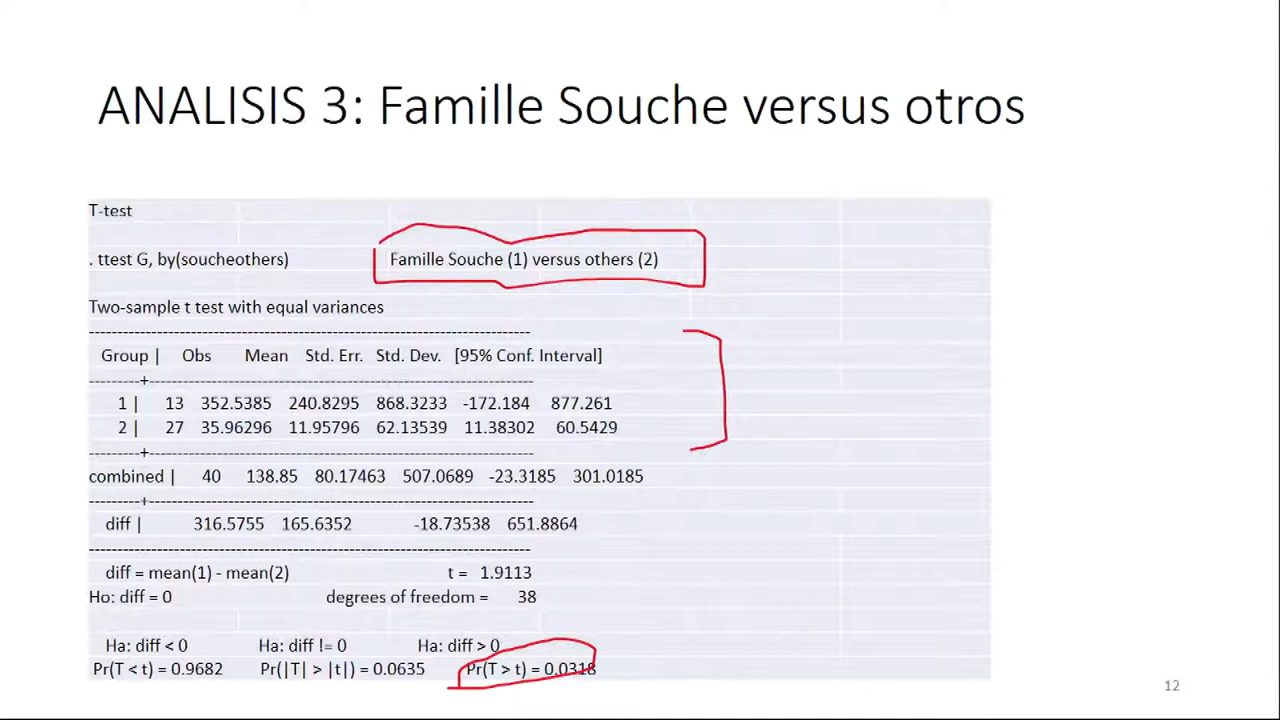 ANALISIS 3: Famille Souche versus otros
T-test
. ttest G, by(soucheothers) Famille Souche (1) versus others (2)
Two-sample t test with equal variances
------------------------------------------------------------------------------
Group | Obs Mean Std. Err. Std. Dev. [95% Conf. Interval]
---------+--------------------------------------------------------------------
1 | 13 352.5385 240.8295 868.3233 -172.184 877.261
2 | 27 35.96296 11.95796 62.13539 11.38302 60.5429
---------+--------------------------------------------------------------------
combined | 40 138.85 80.17463 507.0689 -23.3185 301.0185
---------+--------------------------------------------------------------------
diff | 316.5755 165.6352 -18.73538 651.8864
------------------------------------------------------------------------------
diff = mean(1) - mean(2) t = 1.9113
Ho: diff = 0 degrees of freedom = 38
Ha: diff < 0 Ha: diff != 0 Ha: diff > 0
Pr(T < t) = 0.9682 Pr(|T| > |t|) = 0.0635 Pr(T > t) = 0.0318
12